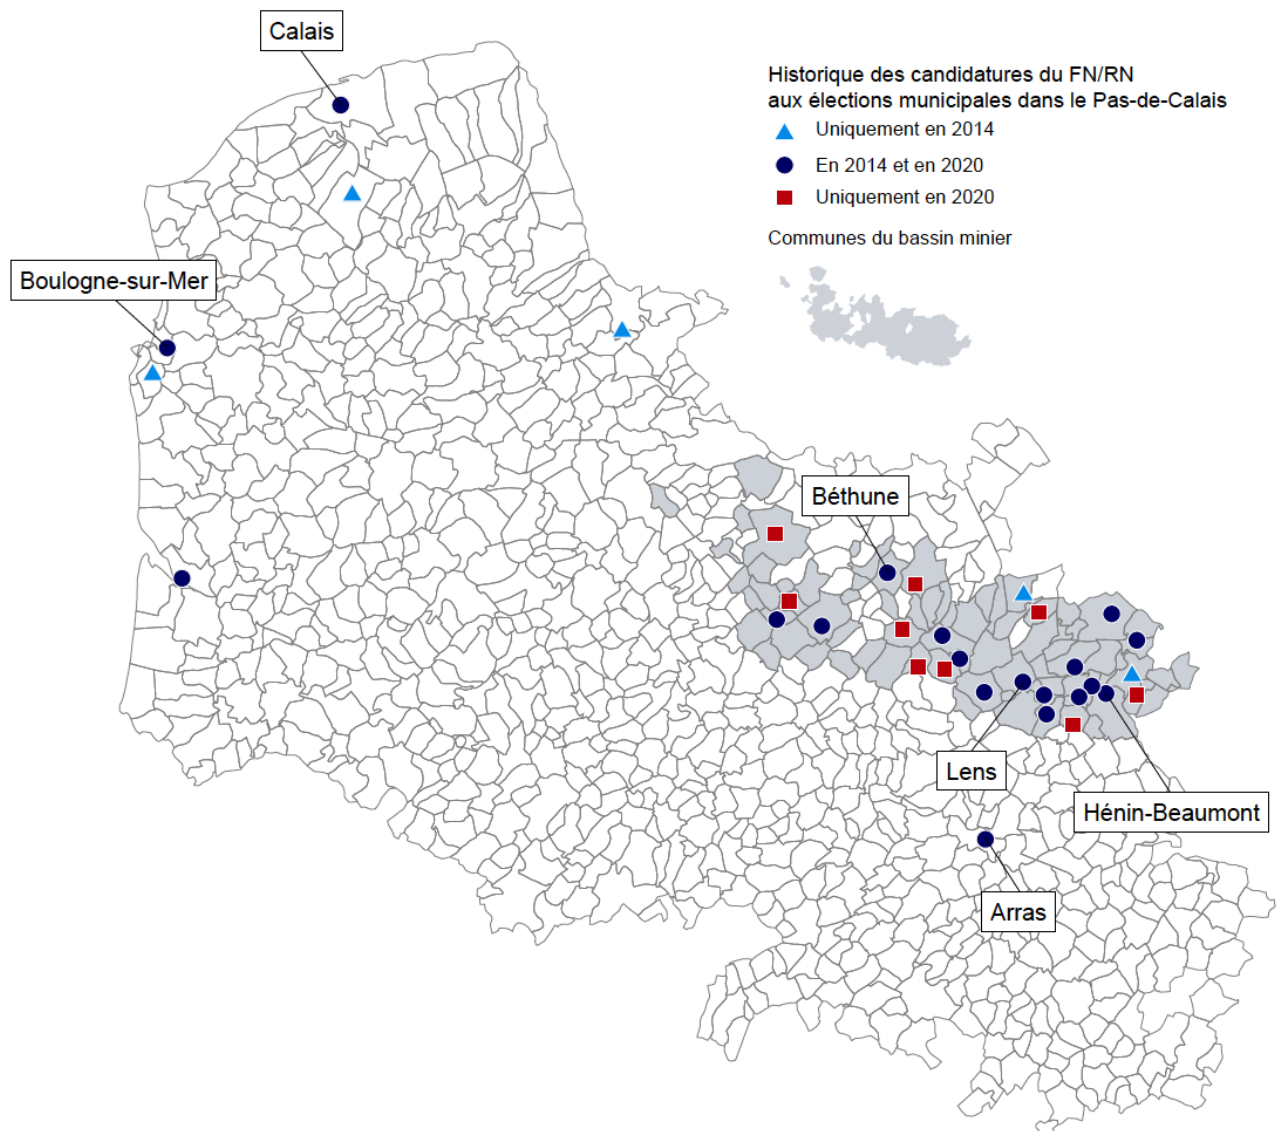 Calais
Historique des candidatures du FN/RN
aux élections municipales dans le Pas-de-Calais
Uniquement en 2014
En 2014 et en 2020
Uniquement en 2020
Communes du bassin minier
Boulogne-sur-Mer
Béthune
Lens
Hénin-Beaumont
Arras